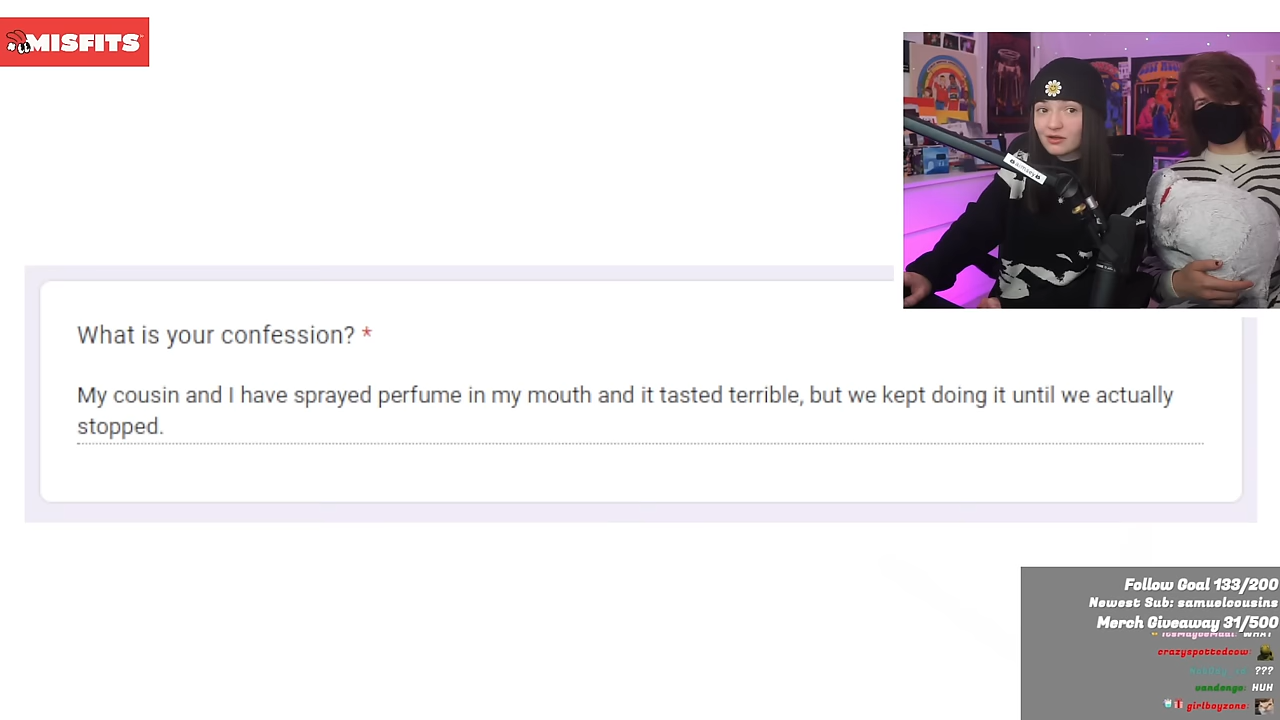 MISFITS
What is your confession? *
My cousin and I have sprayed perfume in my mouth and it tasted terrible, but we kept doing it until we actually
stopped.
Follow Goal 133/200
Newest Sub: samuelcousins
Merch Giveaway 31/500
WHAT
crazyspottedcow:
???
vandongo: HUH
girlboyzone: